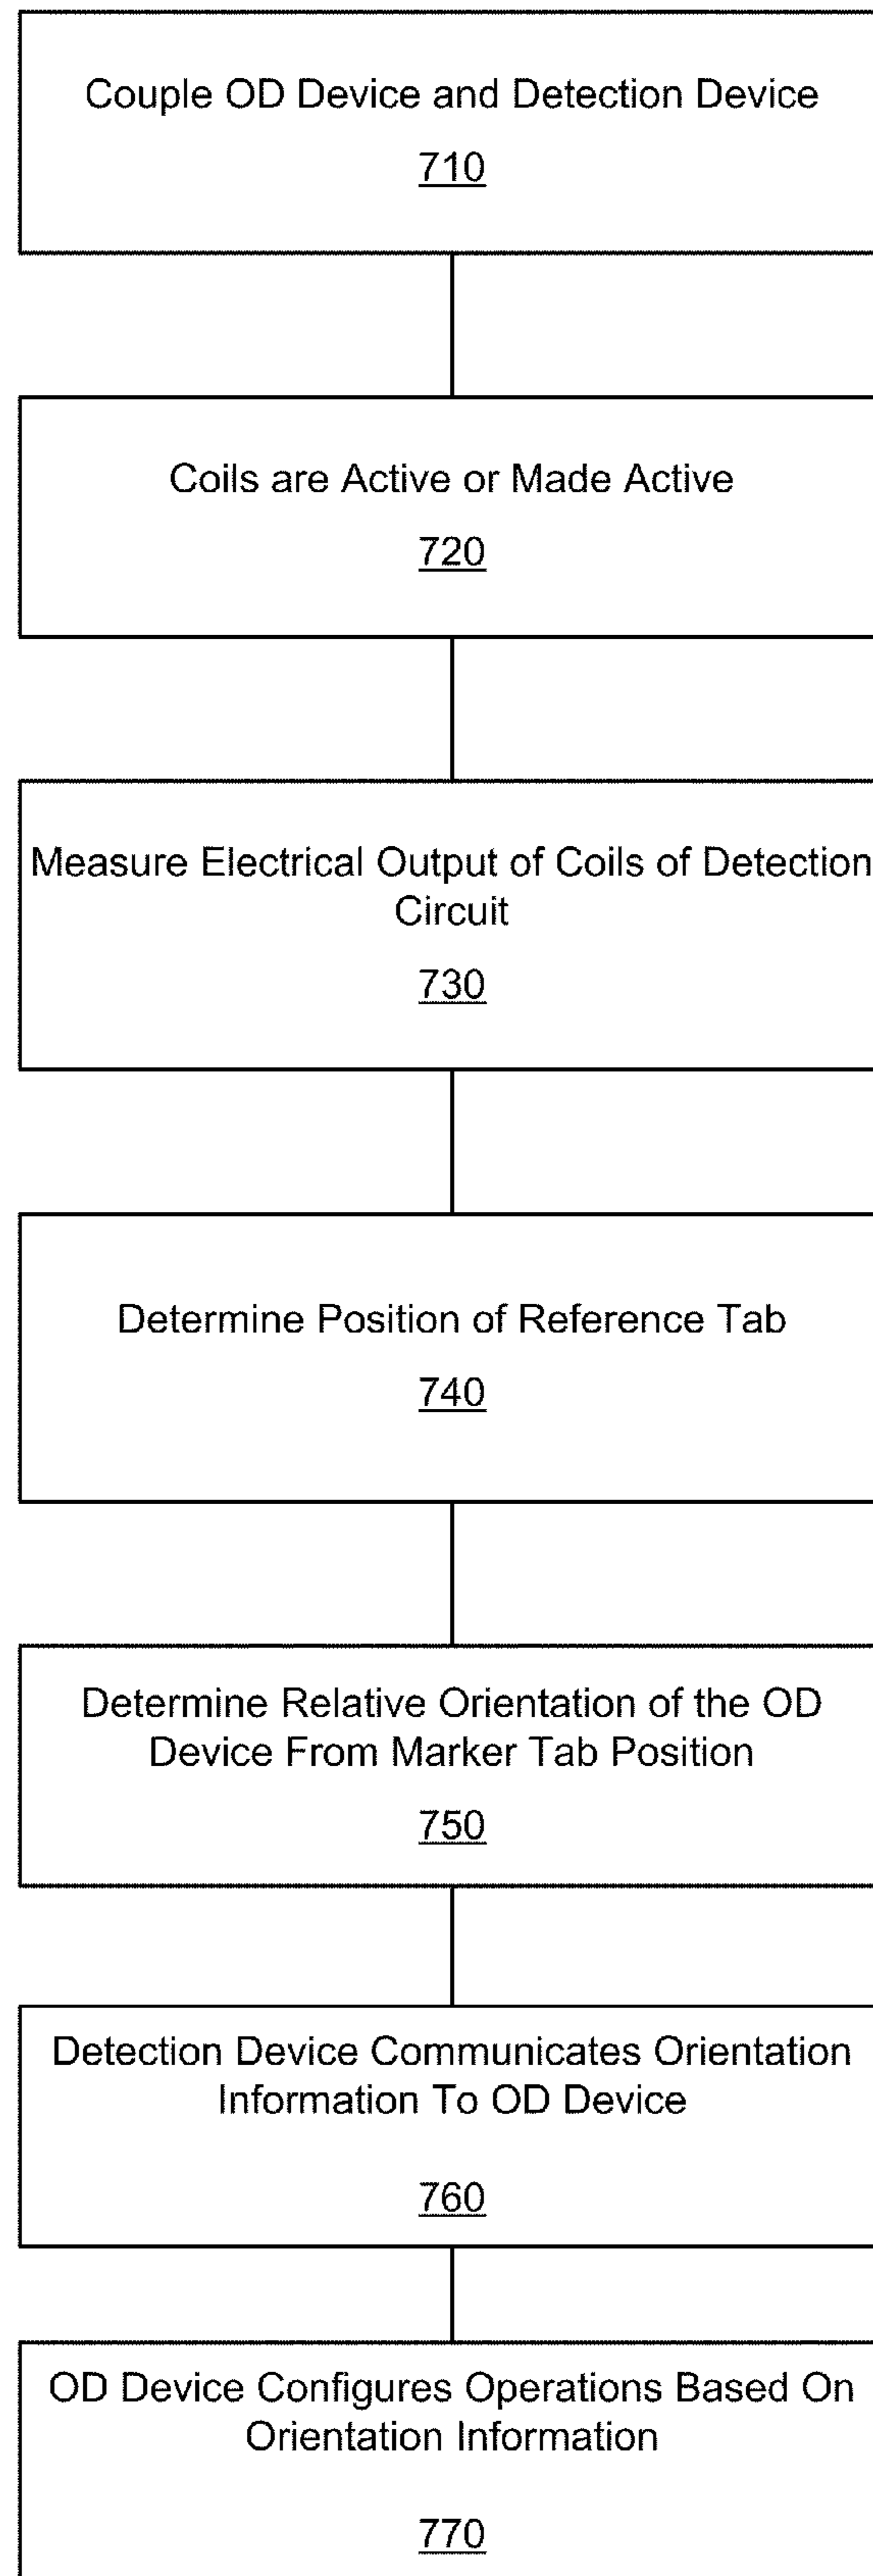 Couple OD Device and Detection Device
710
Coils are Active or Made Active
720
Measure Electrical Output of Coils of Detection
Circuit
730
Determine Position of Reference Tab
740
Determine Relative Orientation of the OD
Device From Marker Tab Position
750
Detection Device Communicates Orientation
Information To OD Device
760
OD Device Configures Operations Based On
Orientation Information
770